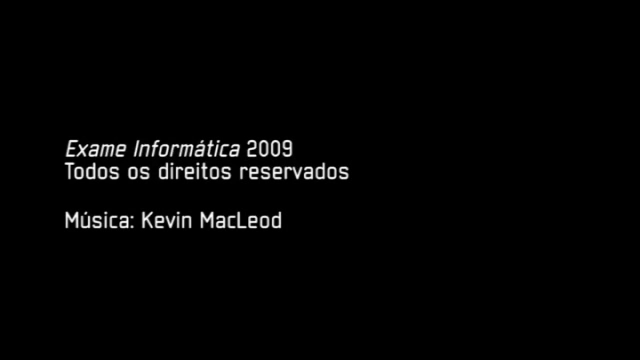 Exame Informática 2009
Todos os direitos reservados
Música: Kevin MacLeod